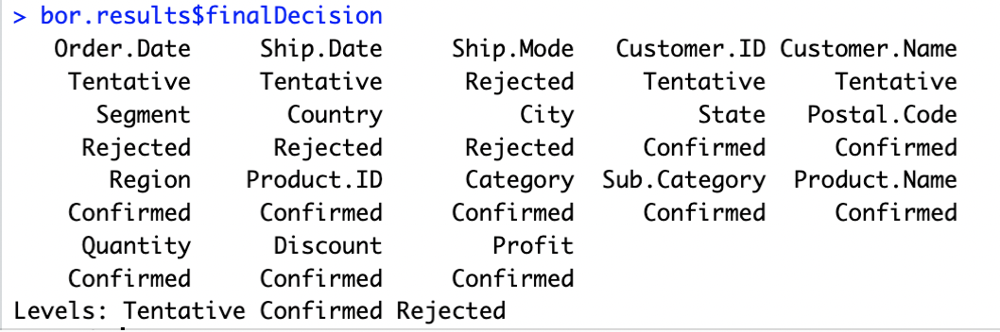 > bor.results$finalDecision
Order.Date Ship.Date Ship.Mode Customer.ID Customer.Name
Tentative Tentative Rejected Tentative Tentative
Segment Country City State Postal.Code
Rejected Rejected Rejected Confirmed Confirmed
Region Product.ID Category Sub.Category Product.Name
Confirmed Confirmed Confirmed Confirmed Confirmed
Quantity Discount Profit
Confirmed Confirmed Confirmed
Levels: Tentative Confirmed Rejected